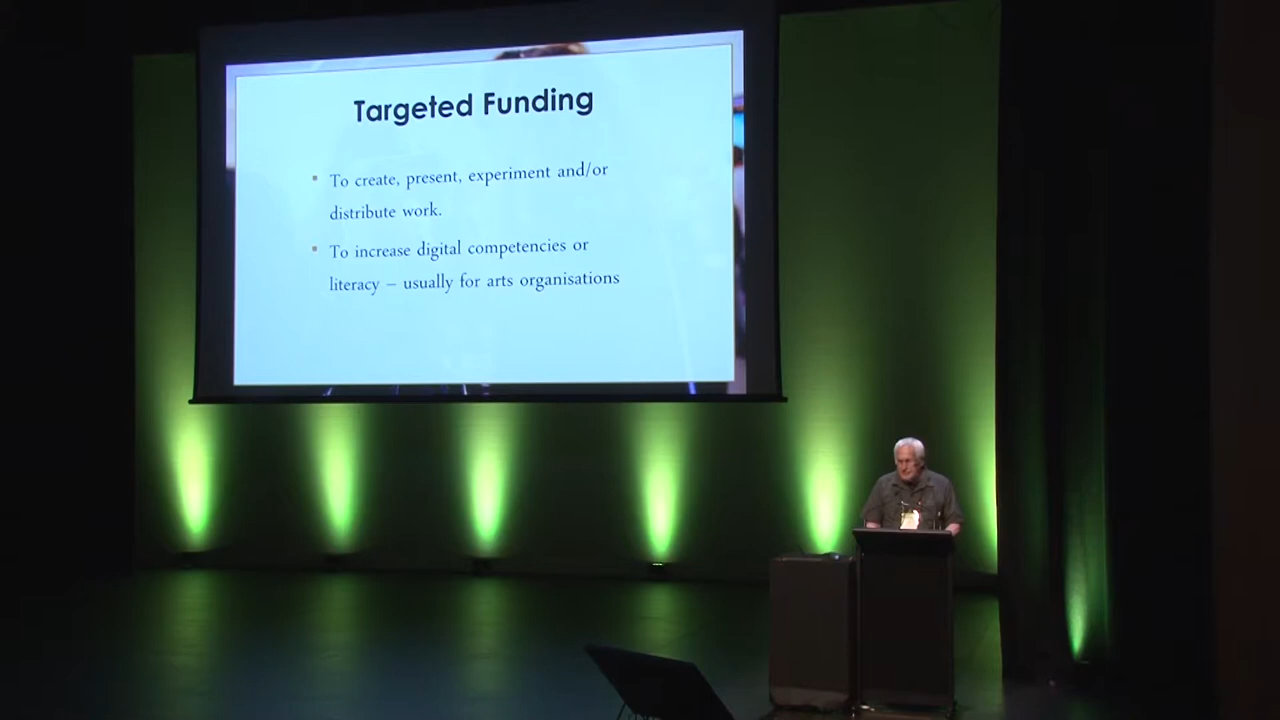 Targeted Funding
To create, present, experiment and/or
distribute work.
To increase digital competencies or
literacy – usually for arts organisations